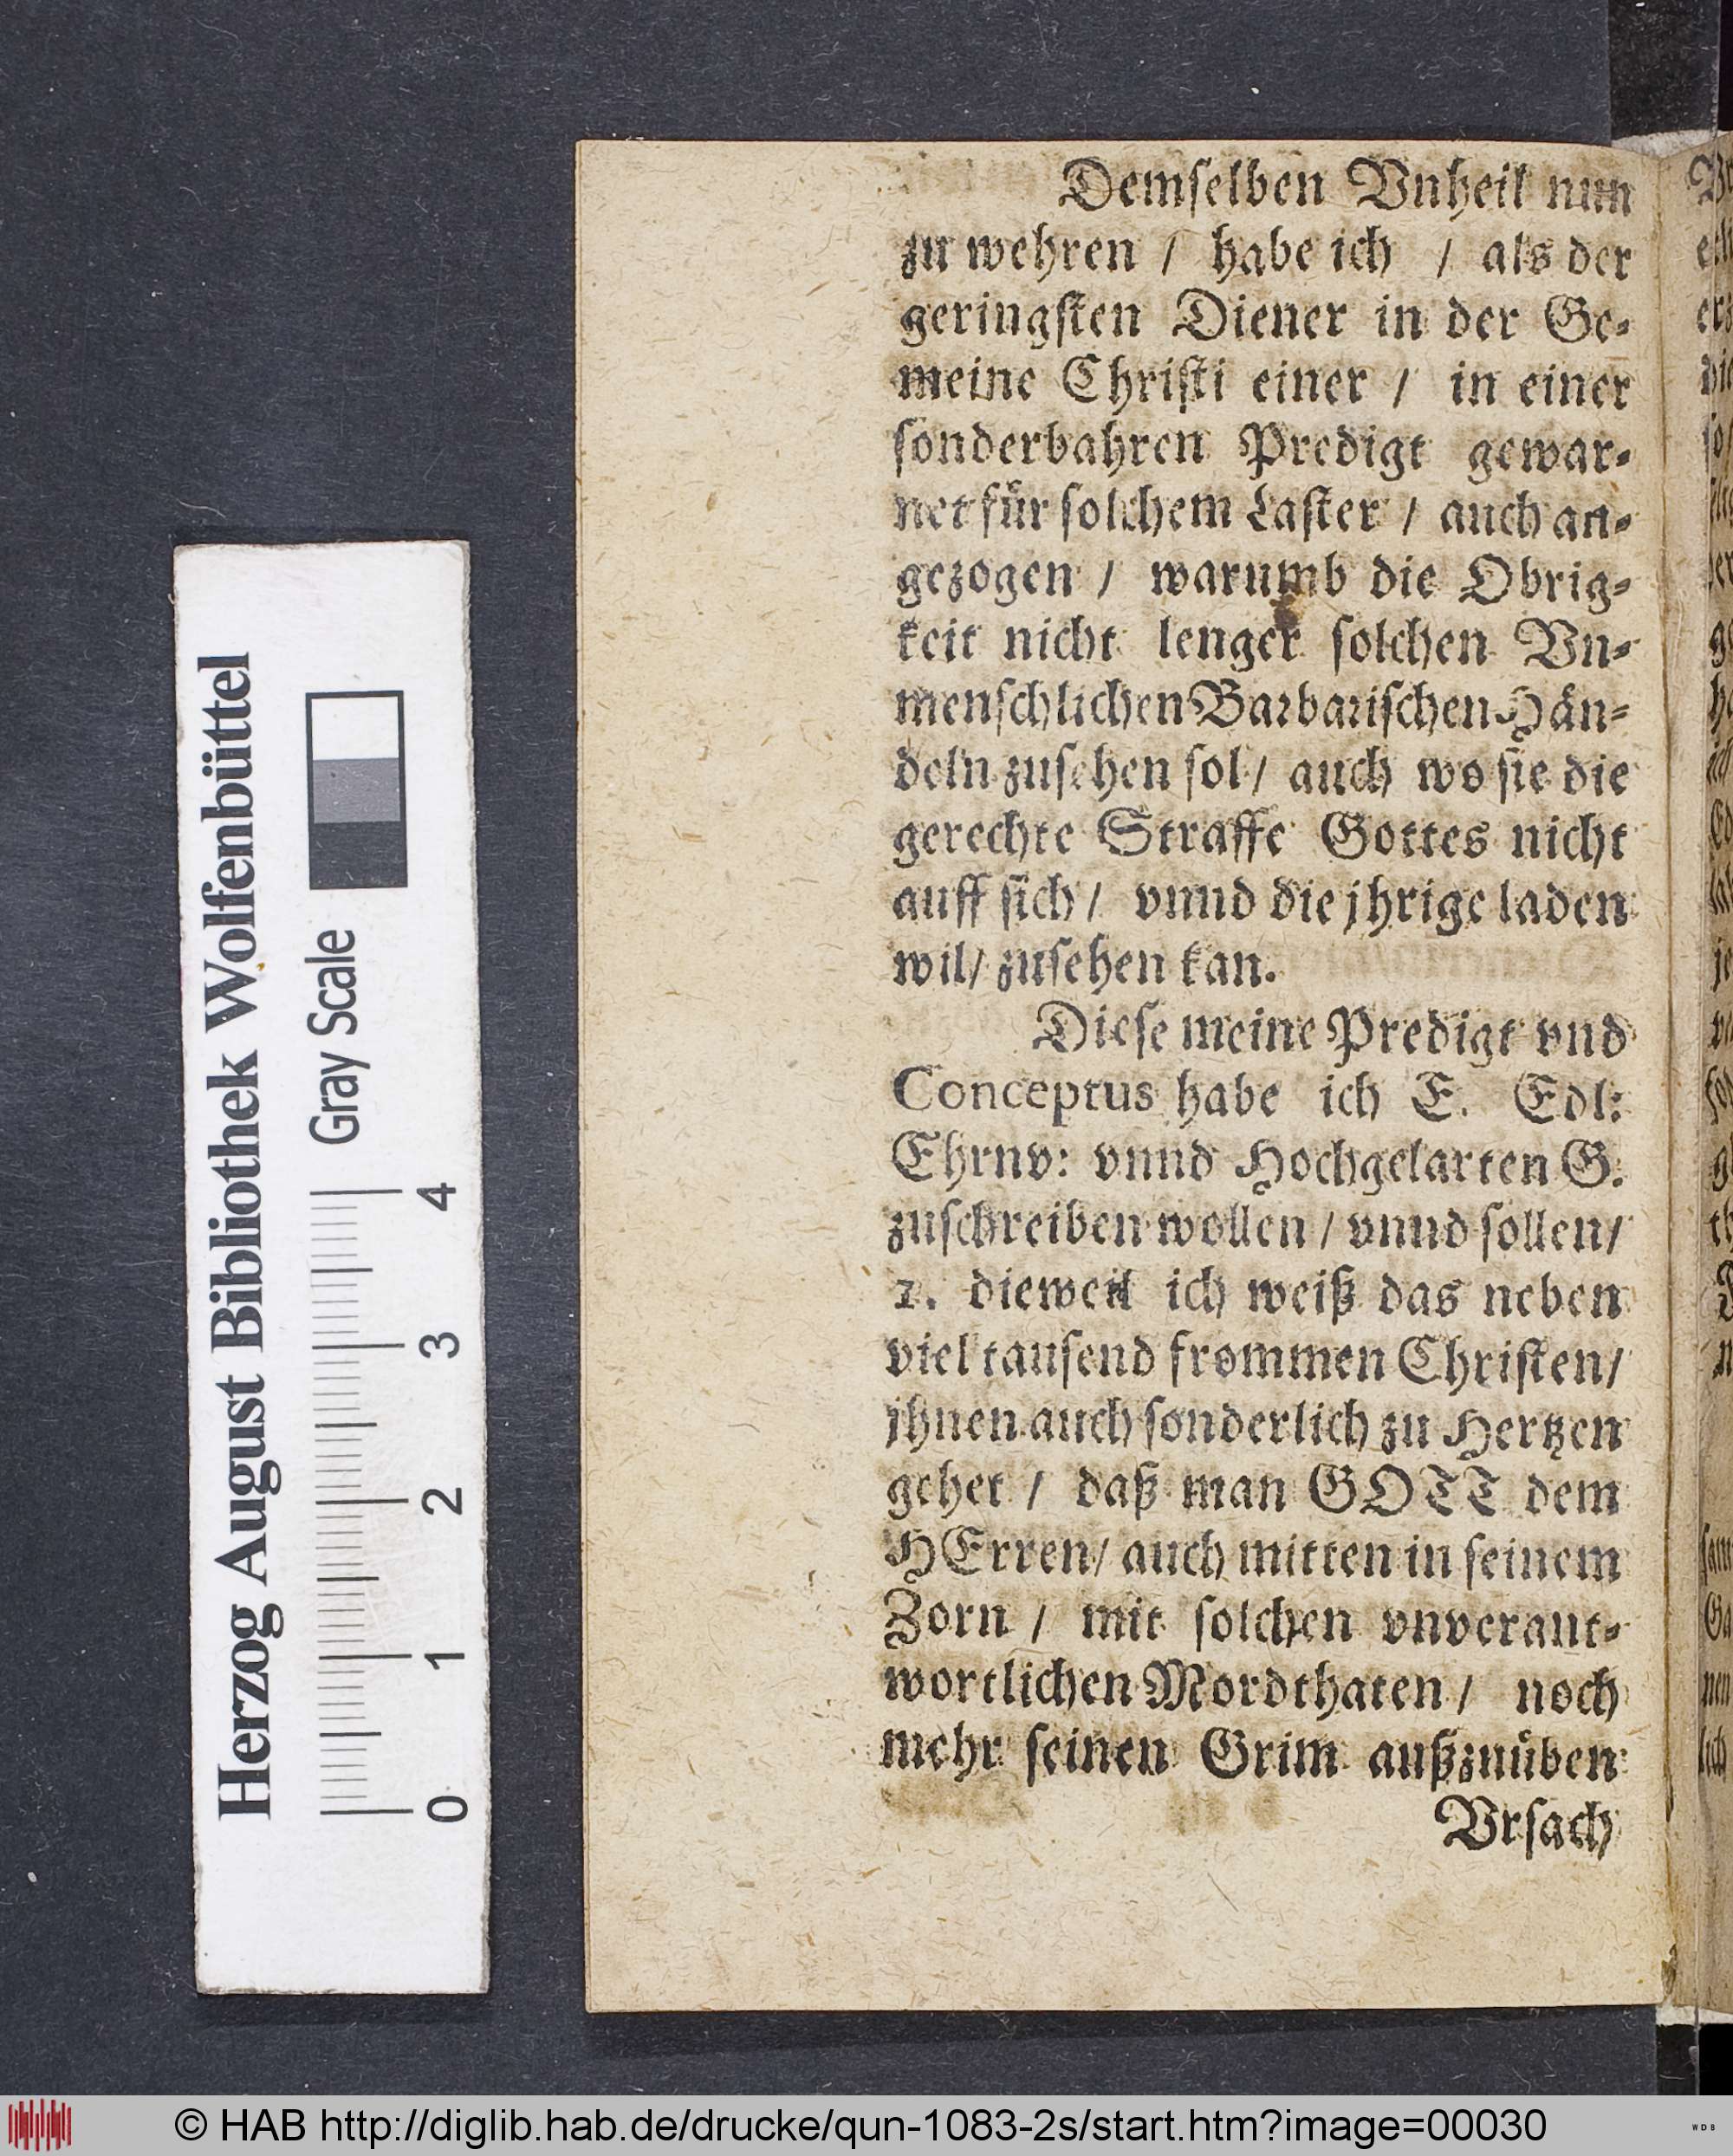 Demſelben Vnheil nun
zu wehren / habe ich / als der
geringſten Diener in der Ge⸗
meine Chriſti einer / in einer
ſonderbahren Predigt gewar⸗
net fuͤr ſolchem Laſter / auch an⸗
gezogen / warumb die Obrig⸗
keit nicht lenger ſolchen Vn⸗
menſchlichen Barbariſchen Haͤn⸗
deln zuſehen ſol / auch wo ſie die
gerechte Straffe Gottes nicht
auff ſich / vnnd die jhrige laden
wil / zuſehen kan.
Dieſe meine Predigt vnd
Conceptus habe ich E. Edl:
Ehrnv: vnnd Hochgelarten G.
zuſchreiben wollen / vnnd ſollen /
1. dieweil ich weiß das neben
viel tauſend frommen Chriſten /
jhnen auch ſonderlich zu Hertzen
gehet / daß man GOTT dem
HErren / auch mitten in ſeinem
Zorn / mit ſolchen vnverant⸗
wortlichen Mordthaten / noch
mehr ſeinen Grim außzuuͤben
Vrſach
Herzog August Bibliothek Wolfenbüttel
Gray Scale
0 1 2 3 4
© HAB http://diglib.hab.de/drucke/qun-1083-2s/start.htm?image=00030